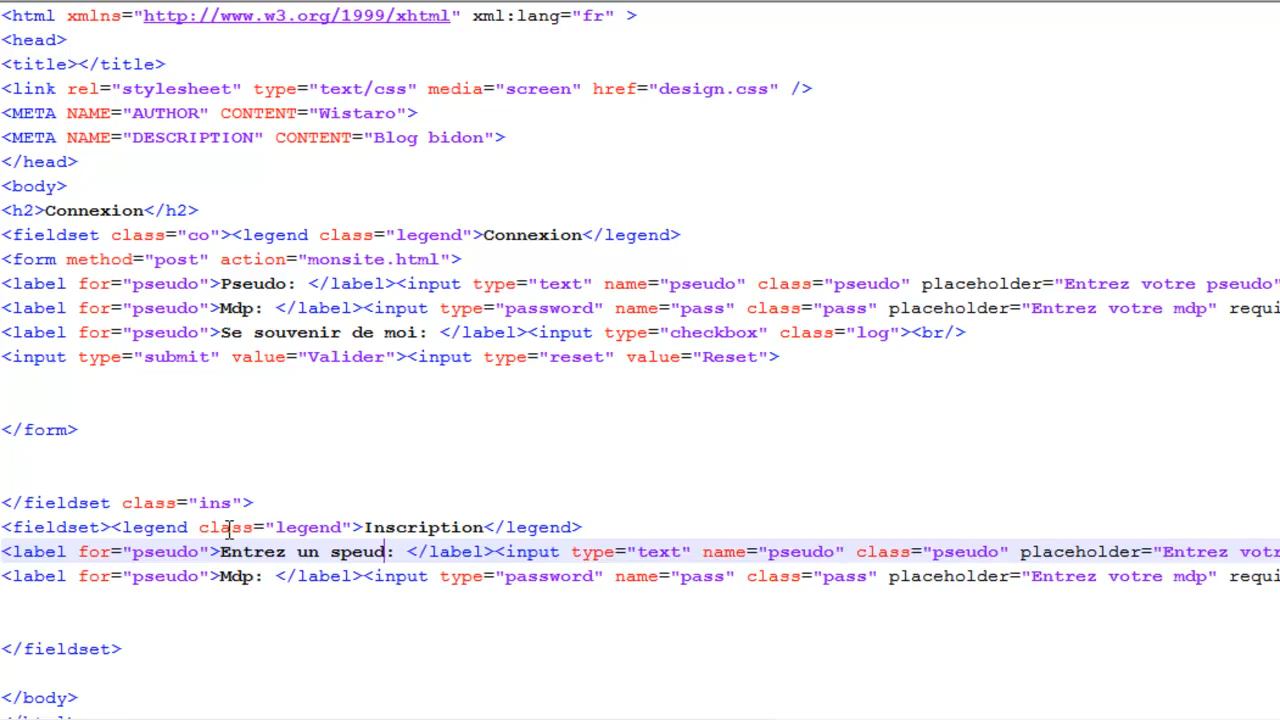 <html xmlns="http://www.w3.org/1999/xhtml" xml:lang="fr" >
<head>
<title></title>
<link rel="stylesheet" type="text/css" media="screen" href="design.css" />
<META NAME="AUTHOR" CONTENT="Wistaro">
<META NAME="DESCRIPTION" CONTENT="Blog bidon">
</head>
<body>
<h2>Connexion</h2>
<fieldset class="co"><legend class="legend">Connexion</legend>
<form method="post" action="monsite.html">
<label for="pseudo">Pseudo: </label><input type="text" name="pseudo" class="pseudo" placeholder="Entrez votre pseudo"
<label for="pseudo">Mdp: </label><input type="password" name="pass" class="pass" placeholder="Entrez votre mdp" requi
<label for="pseudo">Se souvenir de moi: </label><input type="checkbox" class="log"><br/>
<input type="submit" value="Valider"><input type="reset" value="Reset">
</form>
</fieldset class="ins">
<fieldset><legend class="legend">Inscription</legend>
<label for="pseudo">Entrez un speud: </label><input type="text" name="pseudo" class="pseudo" placeholder="Entrez votr
<label for="pseudo">Mdp: </label><input type="password" name="pass" class="pass" placeholder="Entrez votre mdp" requi
</fieldset>
</body>